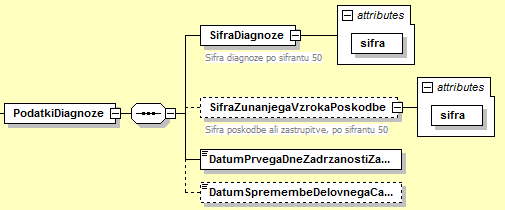 attributes
SifraDiagnoze
sifra
Sifra diagnoze po sifrantu 50
attributes
SifraZunanjegaVzrokaPoskodbe
sifra
Sifra poskodbe ali zastrupitve, po sifrantu 50
PodatkiDiagnoze
DatumPrvegaDneZadrzanostiZa...
DatumSpremembeDelovnegaCa...